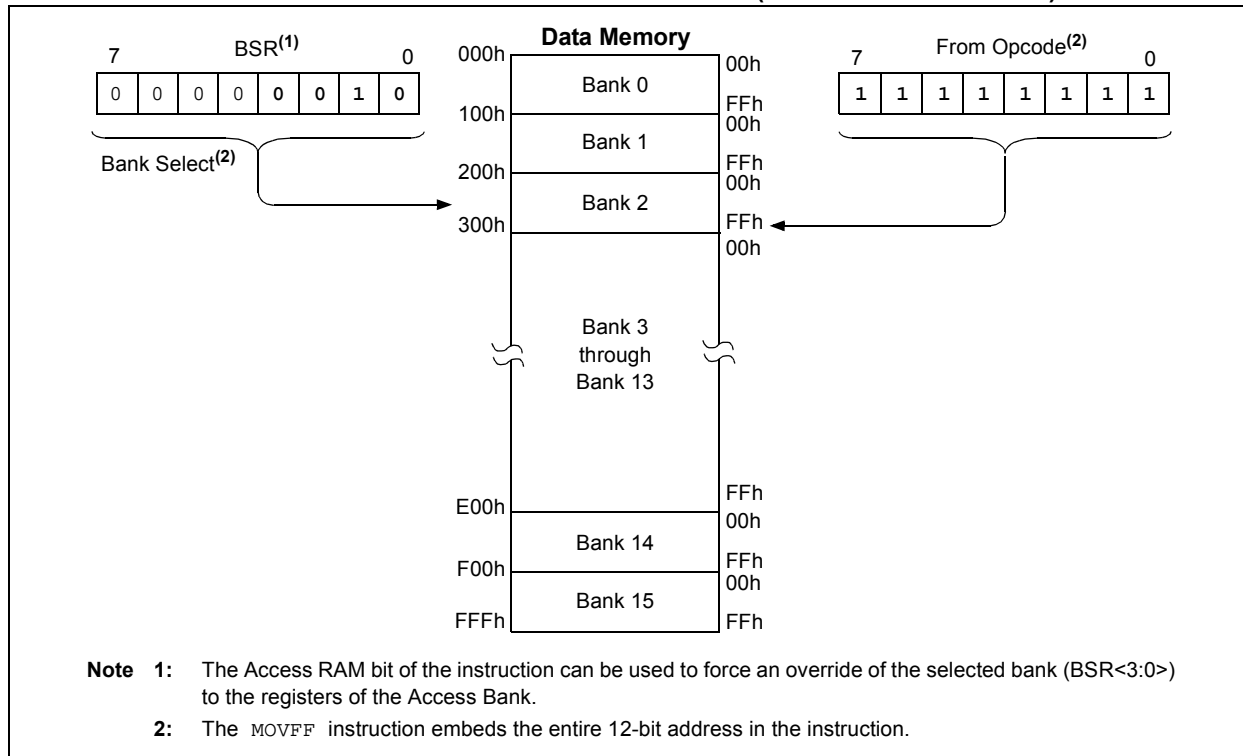 7 BSR(1) 0
0 0 0 0 0 0 1 0
Bank Select(2)
Data Memory
000h
Bank 0
00h
FFh
100h
Bank 1
00h
FFh
200h
Bank 2
00h
FFh
300h
00h
Bank 3
through
Bank 13
FFh
E00h
Bank 14
00h
FFh
F00h
Bank 15
00h
FFFh
FFh
7 From Opcode(2) 0
1 1 1 1 1 1 1 1
Note 1: The Access RAM bit of the instruction can be used to force an override of the selected bank (BSR<3:0>)
to the registers of the Access Bank.
2: The MOVFF instruction embeds the entire 12-bit address in the instruction.